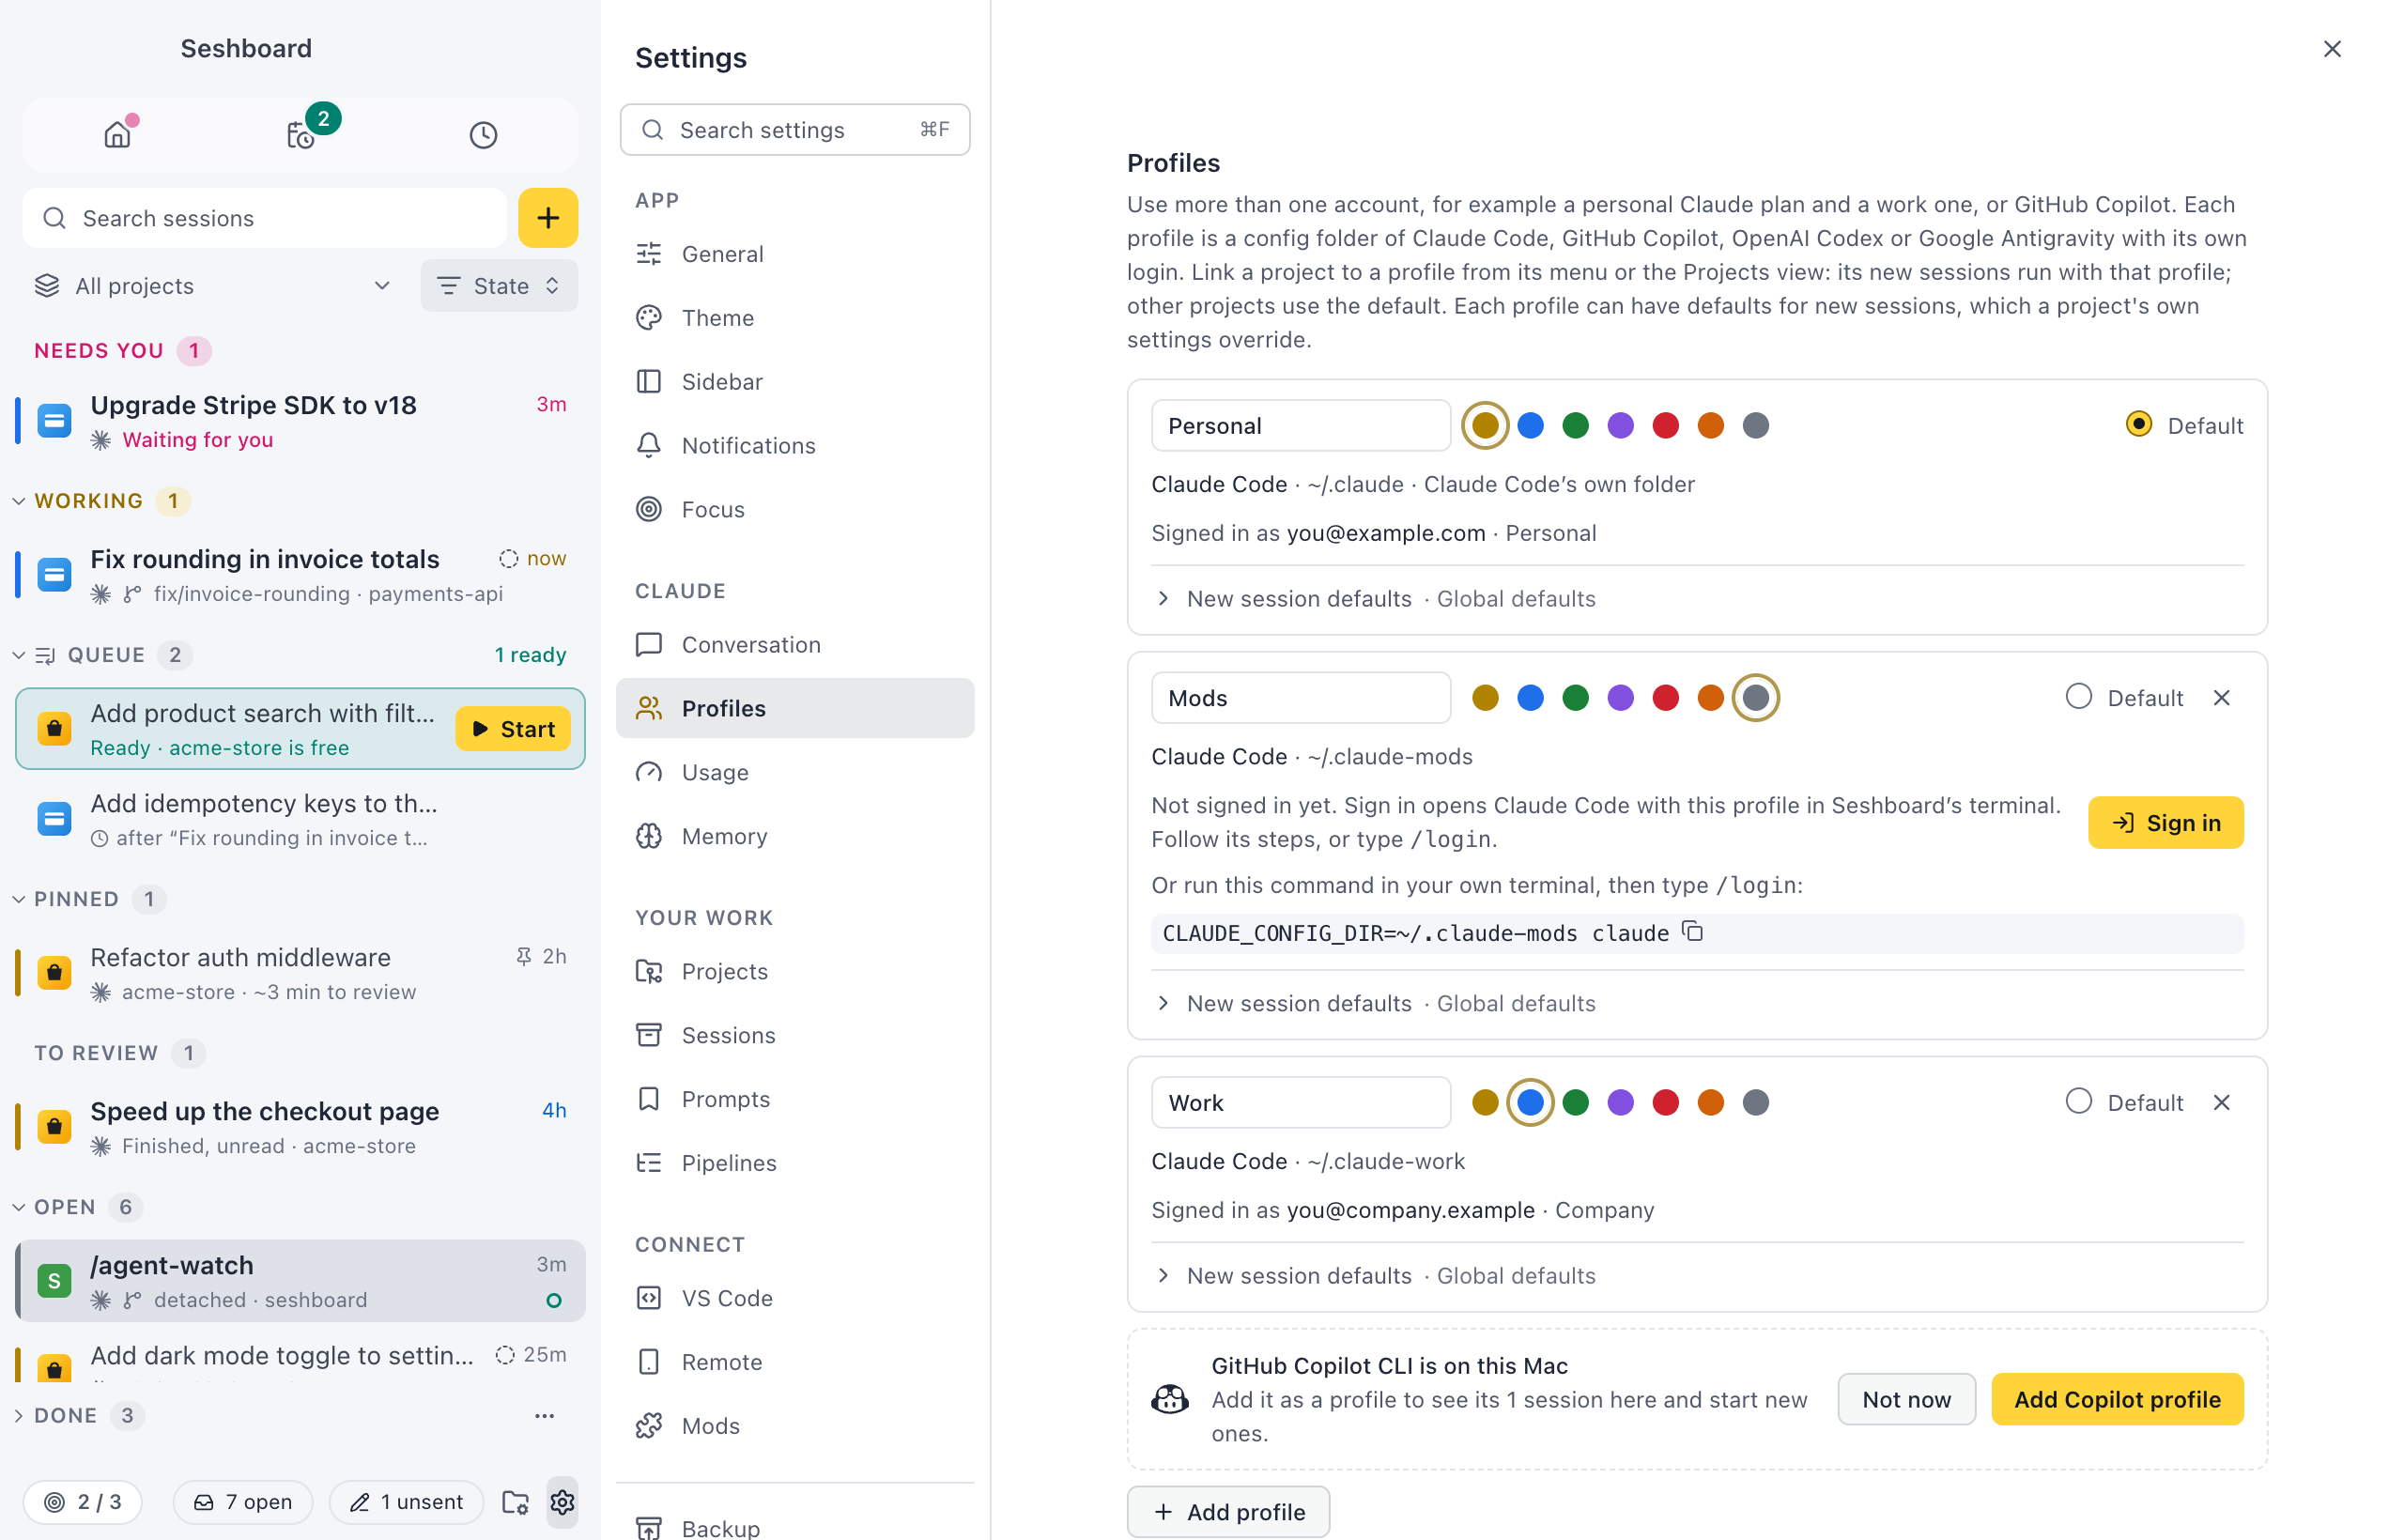 Seshboard
2
Search sessions
All projects
State
NEEDS YOU 1
Upgrade Stripe SDK to v18 3m
Waiting for you
WORKING 1
Fix rounding in invoice totals now
fix/invoice-rounding · payments-api
QUEUE 2 1 ready
Add product search with filt...
Ready · acme-store is free
Start
Add idempotency keys to th...
after “Fix rounding in invoice t...
PINNED 1
Refactor auth middleware 2h
acme-store · ~3 min to review
TO REVIEW 1
Speed up the checkout page 4h
Finished, unread · acme-store
OPEN 6
S
/agent-watch 3m
detached · seshboard
Add dark mode toggle to settin... 25m
DONE 3
2 / 3
7 open
1 unsent
Settings
Search settings ⌘F
APP
General
Theme
Sidebar
Notifications
Focus
CLAUDE
Conversation
Profiles
Usage
Memory
YOUR WORK
Projects
Sessions
Prompts
Pipelines
CONNECT
VS Code
Remote
Mods
Backup
Profiles
Use more than one account, for example a personal Claude plan and a work one, or GitHub Copilot. Each
profile is a config folder of Claude Code, GitHub Copilot, OpenAI Codex or Google Antigravity with its own
login. Link a project to a profile from its menu or the Projects view: its new sessions run with that profile;
other projects use the default. Each profile can have defaults for new sessions, which a project's own
settings override.
Personal Default
Claude Code · ~/.claude · Claude Code’s own folder
Signed in as you@example.com · Personal
New session defaults · Global defaults
Mods Default
Claude Code · ~/.claude-mods
Not signed in yet. Sign in opens Claude Code with this profile in Seshboard’s terminal.
Follow its steps, or type /login.
Sign in
Or run this command in your own terminal, then type /login:
CLAUDE_CONFIG_DIR=~/.claude-mods claude
New session defaults · Global defaults
Work Default
Claude Code · ~/.claude-work
Signed in as you@company.example · Company
New session defaults · Global defaults
GitHub Copilot CLI is on this Mac
Add it as a profile to see its 1 session here and start new
ones.
Not now
Add Copilot profile
Add profile